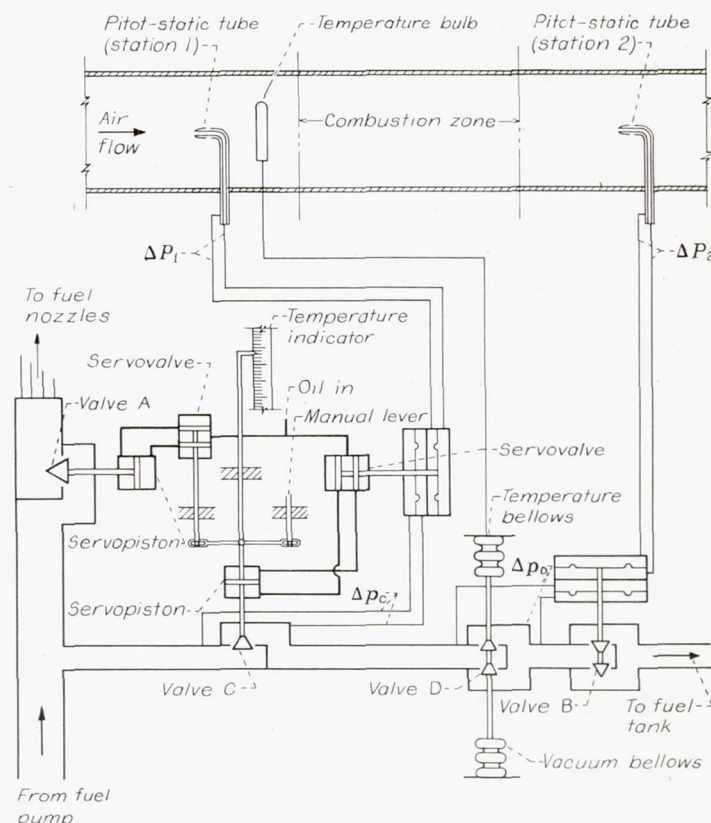 Pitot-static tube
(station 1)
Temperature bulb
Pitot-static tube
(station 2)
Air
flow
Combustion zone
ΔP₁
ΔP₂
To fuel
nozzles
Temperature
indicator
Servovalve
Oil in
Valve A
Manual lever
Servovalve
Temperature
bellows
Servopiston
Δp_D
Servopiston
Δp_C
Valve C
Valve D
Valve B
To fuel
tank
Vacuum bellows
From fuel
pump